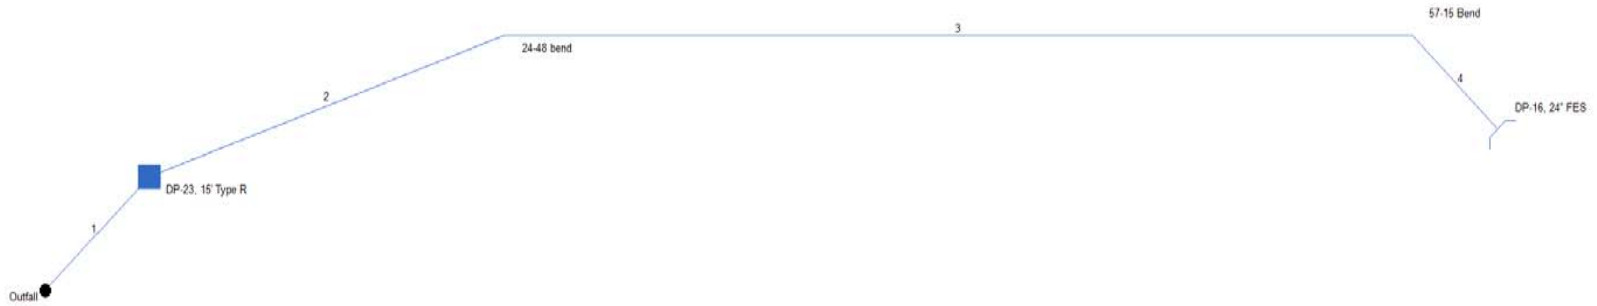 57-15 Bend
3
24-48 bend
4
2
DP-16, 24" FES
DP-23, 15' Type R
1
Outfall